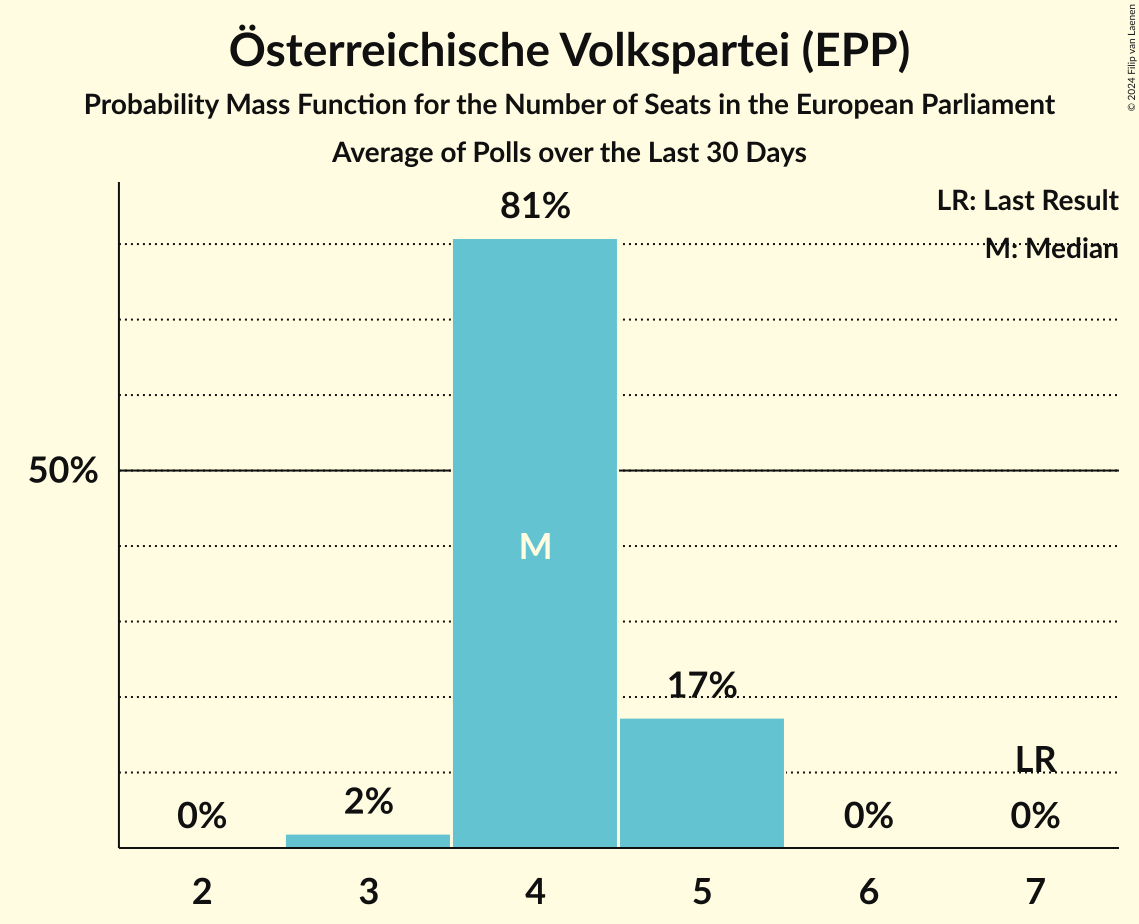 Österreichische Volkspartei (EPP)
Probability Mass Function for the Number of Seats in the European Parliament
Average of Polls over the Last 30 Days
© 2024 Filip van Laenen
LR: Last Result
M: Median
81%
50%
M
17%
LR
2%
0%
0%
0%
2 3 4 5 6 7